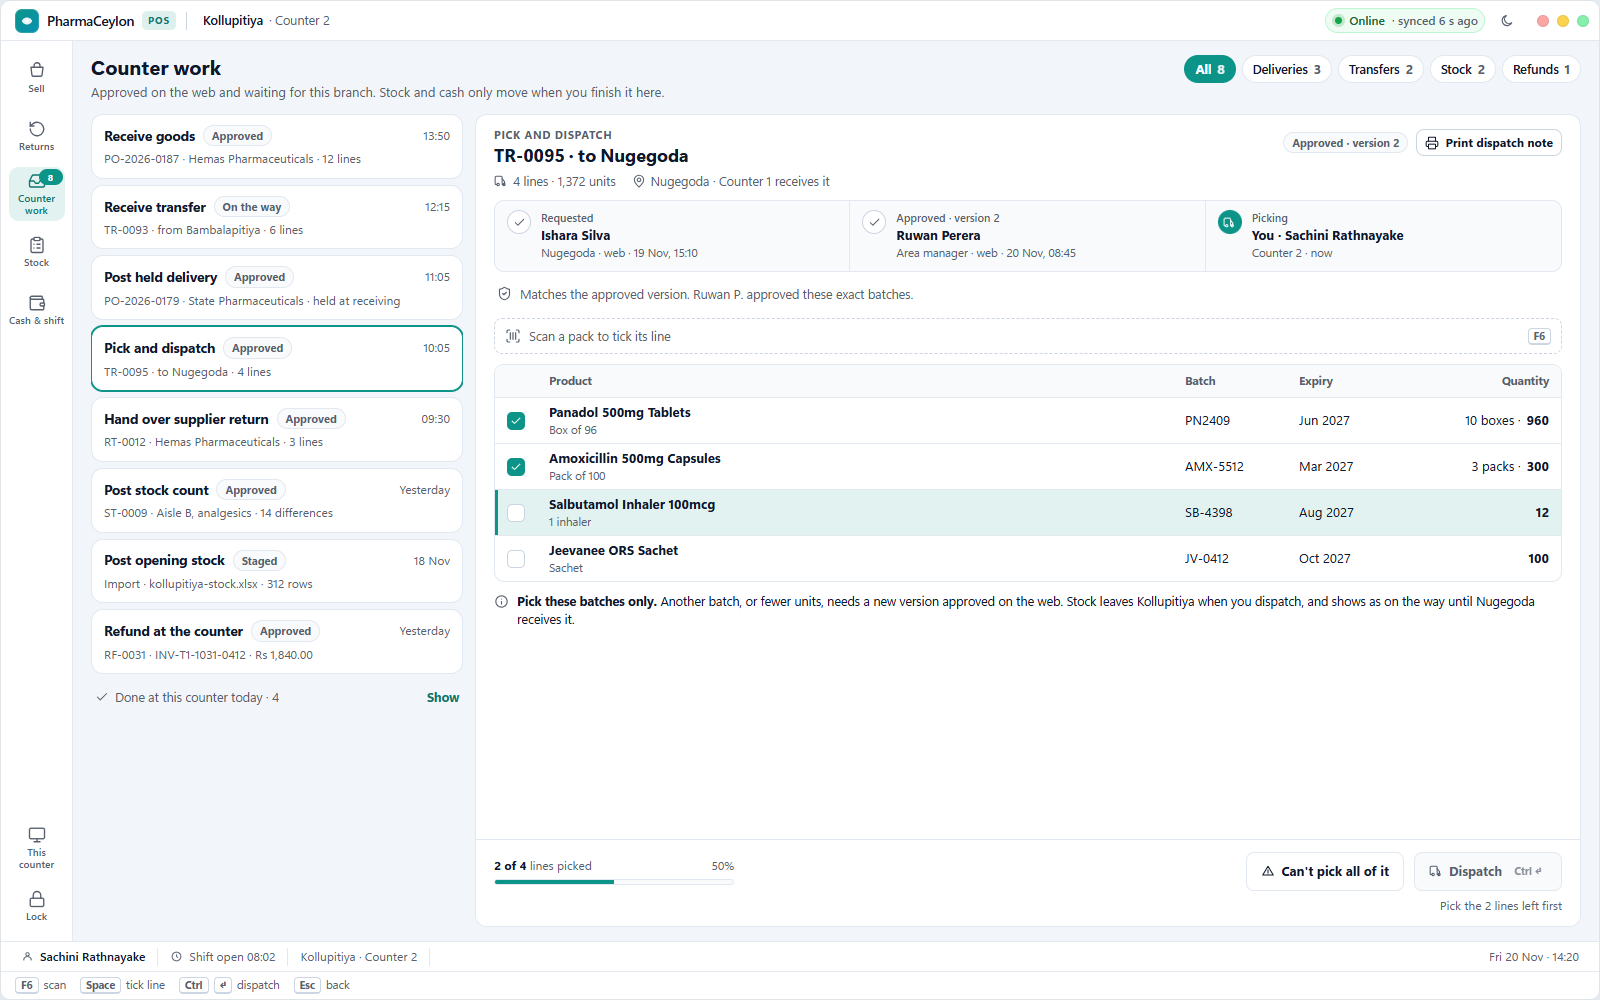 PharmaCeylon POS Kollupitiya · Counter 2
Online · synced 6 s ago
Sell
Returns
8
Counter work
Stock
Cash & shift
This counter
Lock
Counter work
Approved on the web and waiting for this branch. Stock and cash only move when you finish it here.
All 8
Deliveries 3
Transfers 2
Stock 2
Refunds 1
Receive goods Approved 13:50
PO-2026-0187 · Hemas Pharmaceuticals · 12 lines
Receive transfer On the way 12:15
TR-0093 · from Bambalapitiya · 6 lines
Post held delivery Approved 11:05
PO-2026-0179 · State Pharmaceuticals · held at receiving
Pick and dispatch Approved 10:05
TR-0095 · to Nugegoda · 4 lines
Hand over supplier return Approved 09:30
RT-0012 · Hemas Pharmaceuticals · 3 lines
Post stock count Approved Yesterday
ST-0009 · Aisle B, analgesics · 14 differences
Post opening stock Staged 18 Nov
Import · kollupitiya-stock.xlsx · 312 rows
Refund at the counter Approved Yesterday
RF-0031 · INV-T1-1031-0412 · Rs 1,840.00
Done at this counter today · 4 Show
PICK AND DISPATCH
TR-0095 · to Nugegoda
Approved · version 2
Print dispatch note
4 lines · 1,372 units Nugegoda · Counter 1 receives it
Requested
Ishara Silva
Nugegoda · web · 19 Nov, 15:10
Approved · version 2
Ruwan Perera
Area manager · web · 20 Nov, 08:45
Picking
You · Sachini Rathnayake
Counter 2 · now
Matches the approved version. Ruwan P. approved these exact batches.
Scan a pack to tick its line F6
Product Batch Expiry Quantity
Panadol 500mg Tablets
Box of 96
PN2409 Jun 2027 10 boxes · 960
Amoxicillin 500mg Capsules
Pack of 100
AMX-5512 Mar 2027 3 packs · 300
Salbutamol Inhaler 100mcg
1 inhaler
SB-4398 Aug 2027 12
Jeevanee ORS Sachet
Sachet
JV-0412 Oct 2027 100
Pick these batches only. Another batch, or fewer units, needs a new version approved on the web. Stock leaves Kollupitiya when you dispatch, and shows as on the way until Nugegoda
receives it.
2 of 4 lines picked 50%
Can't pick all of it
Dispatch Ctrl ↵
Pick the 2 lines left first
Sachini Rathnayake Shift open 08:02 Kollupitiya · Counter 2 Fri 20 Nov · 14:20
F6 scan Space tick line Ctrl ↵ dispatch Esc back